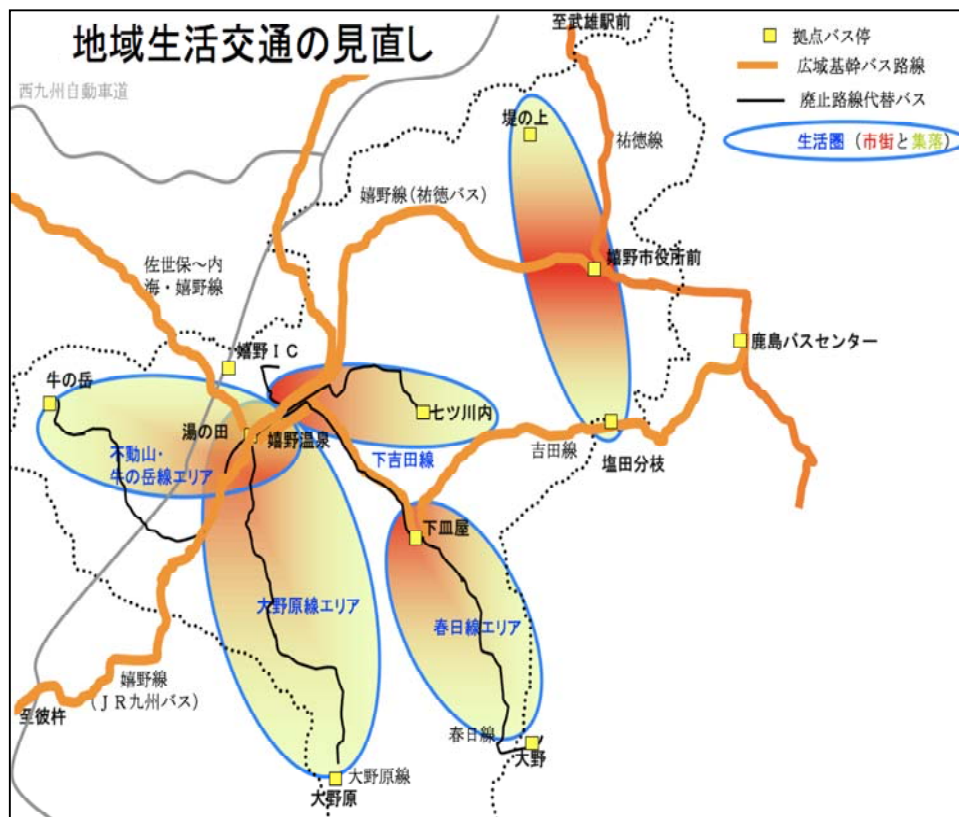 地域生活交通の見直し
至武雄駅前
拠点バス停
広域基幹バス路線
廃止路線代替バス
生活圏（市街と集落）
西九州自動車道
堤の上
祐徳線
嬉野線（祐徳バス）
嬉野市役所前
佐世保～内
海・嬉野線
嬉野ＩＣ
鹿島バスセンター
牛の岳
七ツ川内
湯の田
嬉野温泉
下吉田線
吉田線
塩田分枝
不動山・
牛の岳線エリア
下皿屋
大野原線エリア
春日線エリア
嬉野線
（ＪＲ九州バス）
至彼杵
春日線
大野
大野原線
大野原